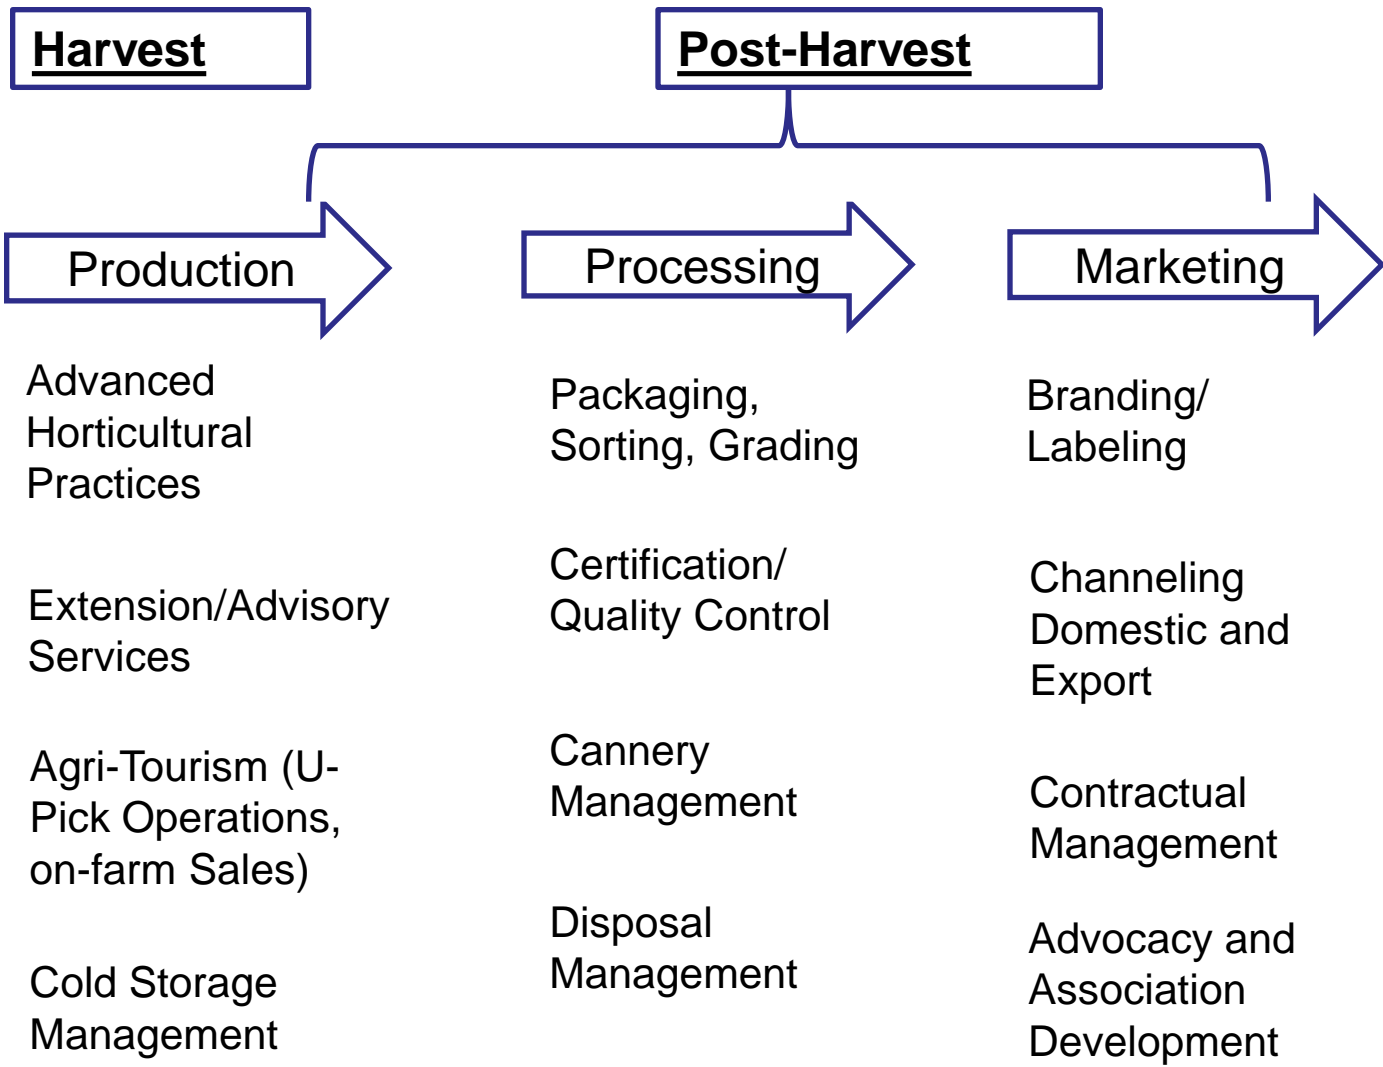 Harvest
Post-Harvest
Production
Processing
Marketing
Advanced
Horticultural
Practices
Extension/Advisory
Services
Agri-Tourism (U-
Pick Operations,
on-farm Sales)
Cold Storage
Management
Packaging,
Sorting, Grading
Certification/
Quality Control
Cannery
Management
Disposal
Management
Branding/
Labeling
Channeling
Domestic and
Export
Contractual
Management
Advocacy and
Association
Development